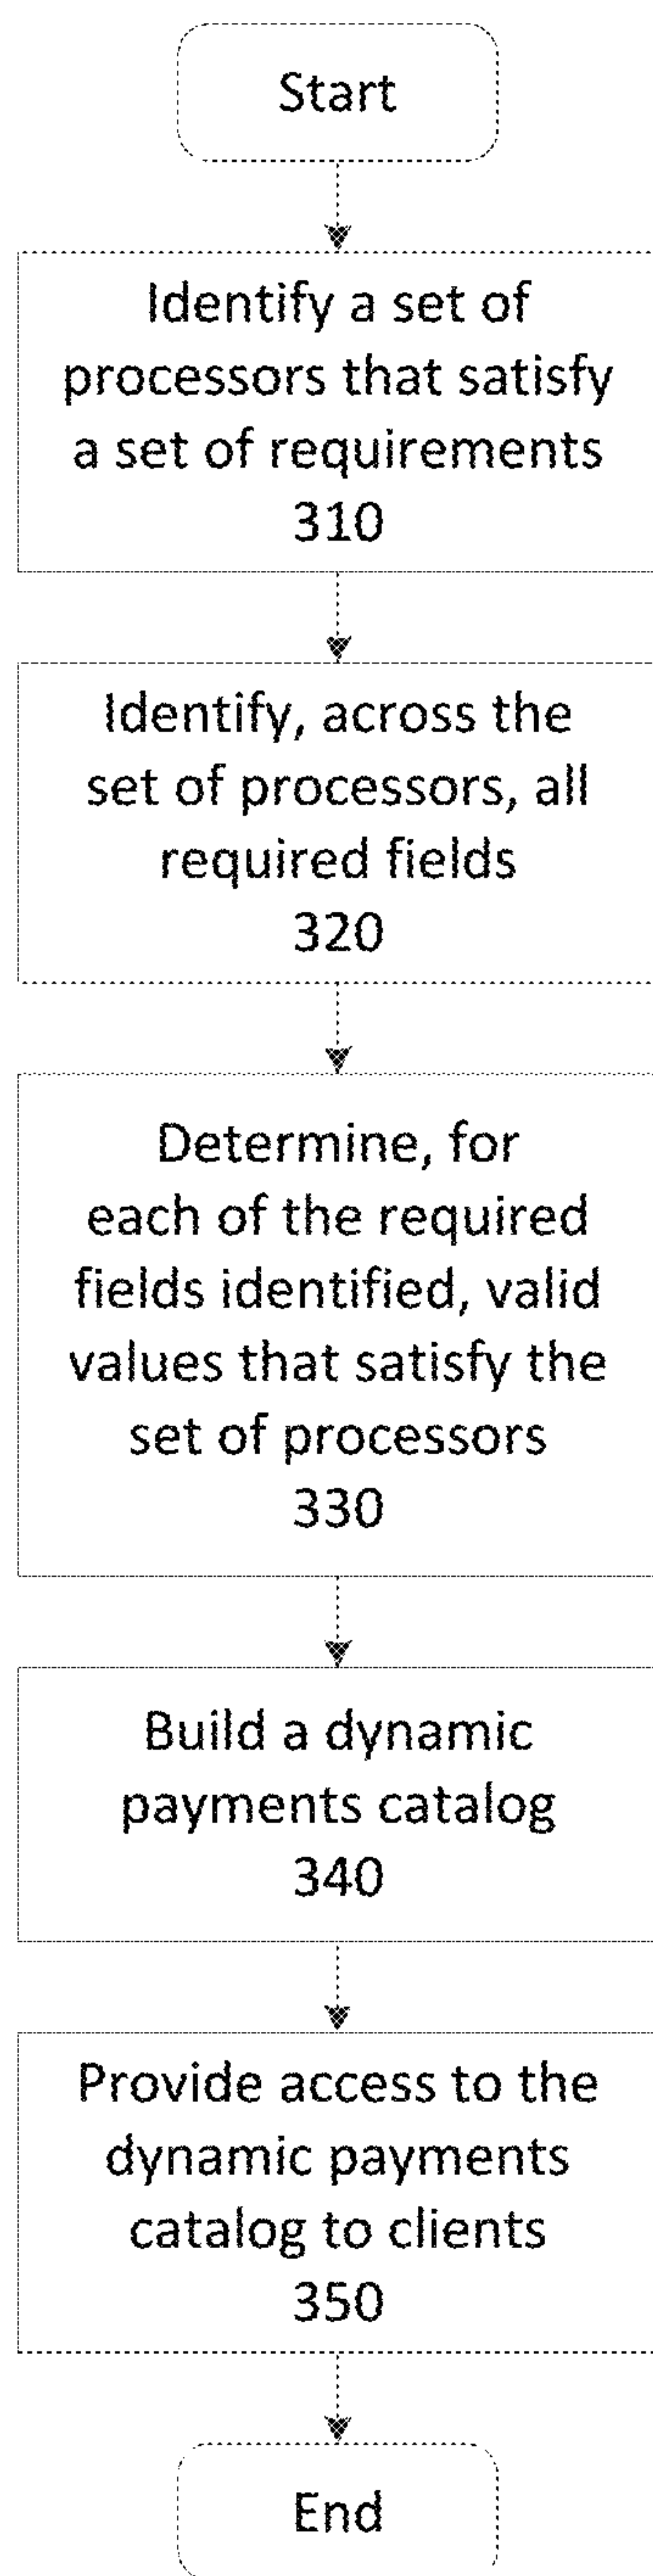 Start
Identify a set of
processors that satisfy
a set of requirements
310
Identify, across the
set of processors, all
required fields
320
Determine, for
each of the required
fields identified, valid
values that satisfy the
set of processors
330
Build a dynamic
payments catalog
340
Provide access to the
dynamic payments
catalog to clients
350
End